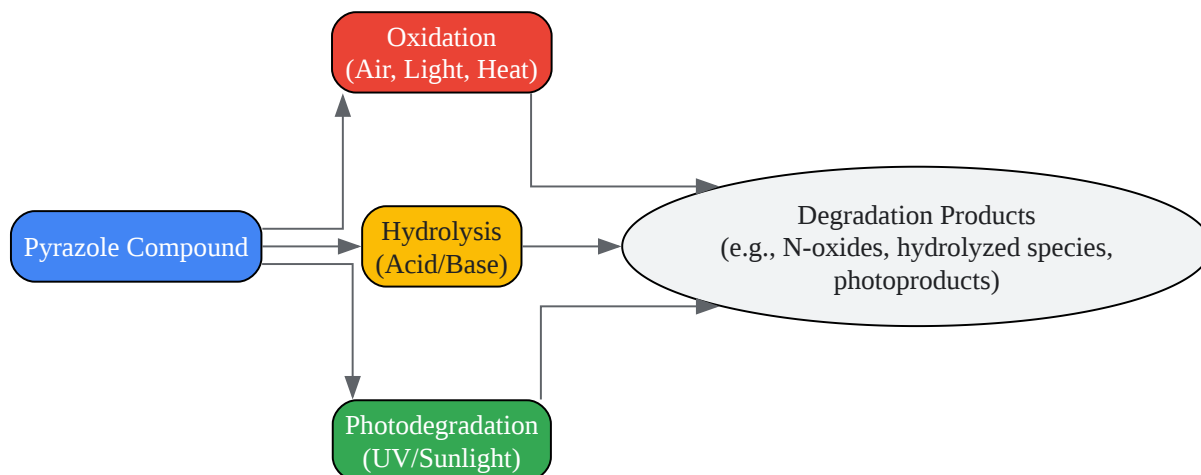 Oxidation
(Air, Light, Heat)
Pyrazole Compound
Hydrolysis
(Acid/Base)
Degradation Products
(e.g., N-oxides, hydrolyzed species,
photoproducts)
Photodegradation
(UV/Sunlight)